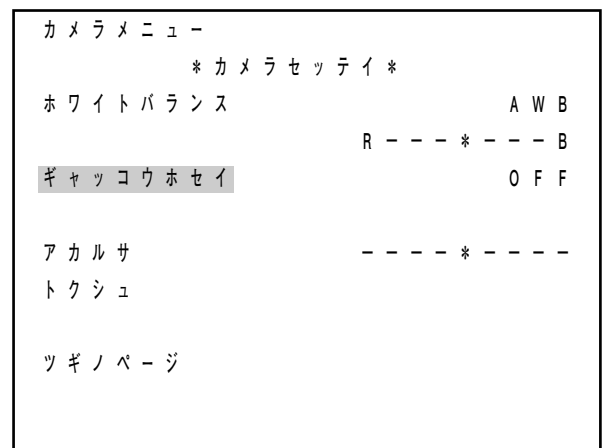 カメラメニュー
*カメラセッテイ*
ホワイトバランス AWB
R---*---B
ギャッコウホセイ OFF
アカルサ ----*----
トクシュ
ツギノページ